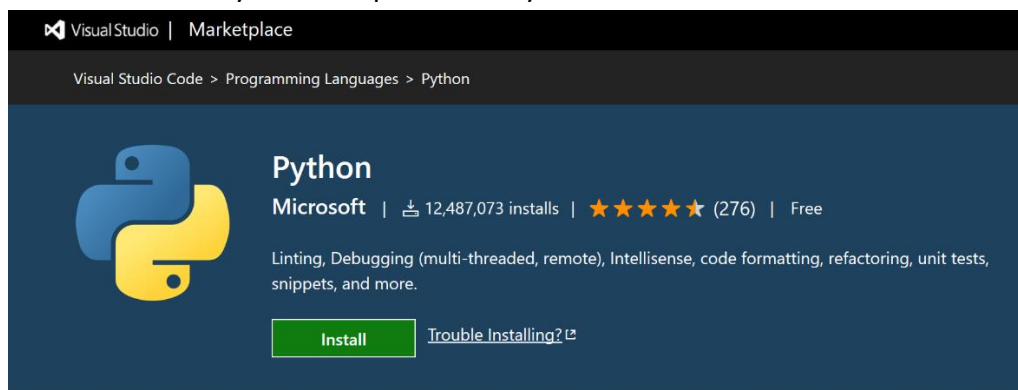 Visual Studio | Marketplace
Visual Studio Code > Programming Languages > Python
Python
Microsoft | 12,487,073 installs | (276) | Free
Linting, Debugging (multi-threaded, remote), Intellisense, code formatting, refactoring, unit tests,
snippets, and more.
Install Trouble Installing?